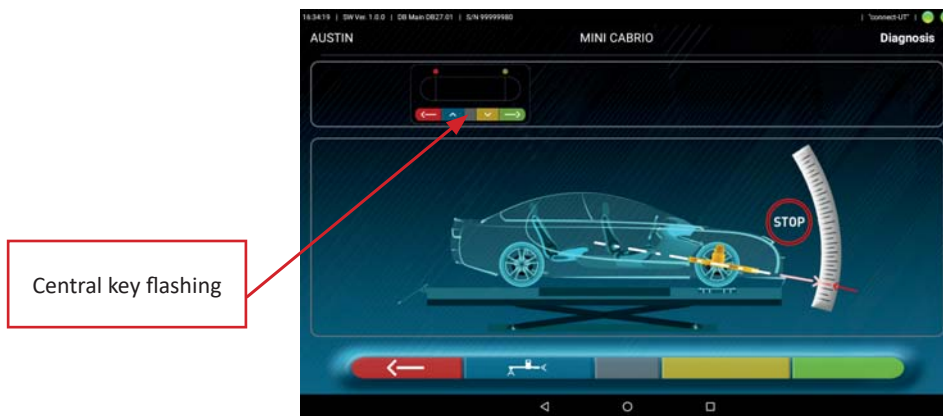 16:34:19 | SW Ver. 1.0.0 | DB Main DB27.01 | S/N 99999980 | "connect-UT" |
AUSTIN MINI CABRIO Diagnosis
STOP
Central key flashing